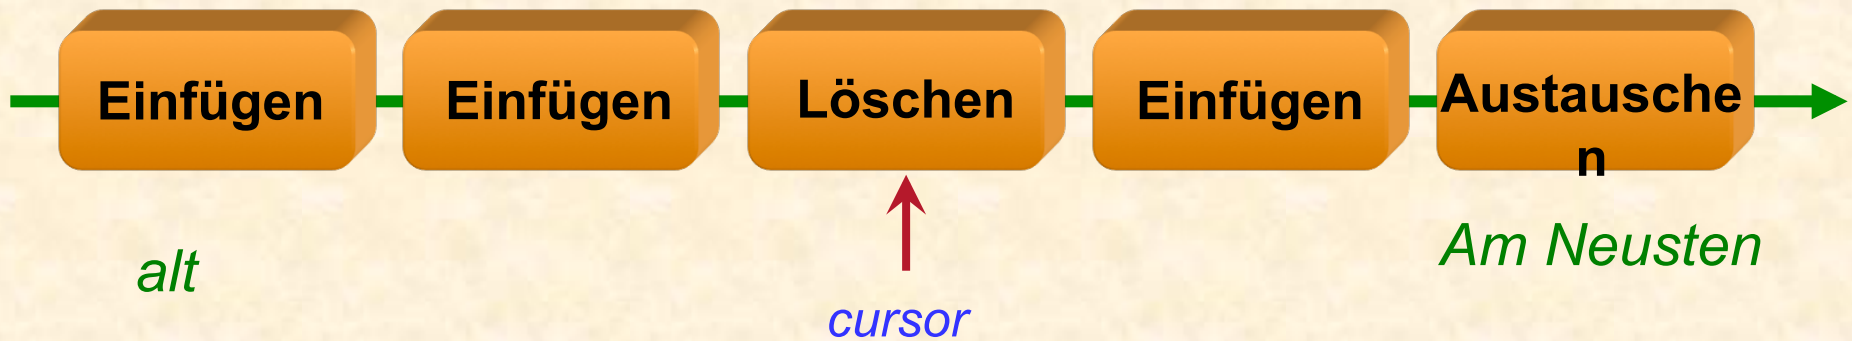 Einfügen
Einfügen
Löschen
Einfügen
Austausche
n
alt
Am Neusten
cursor